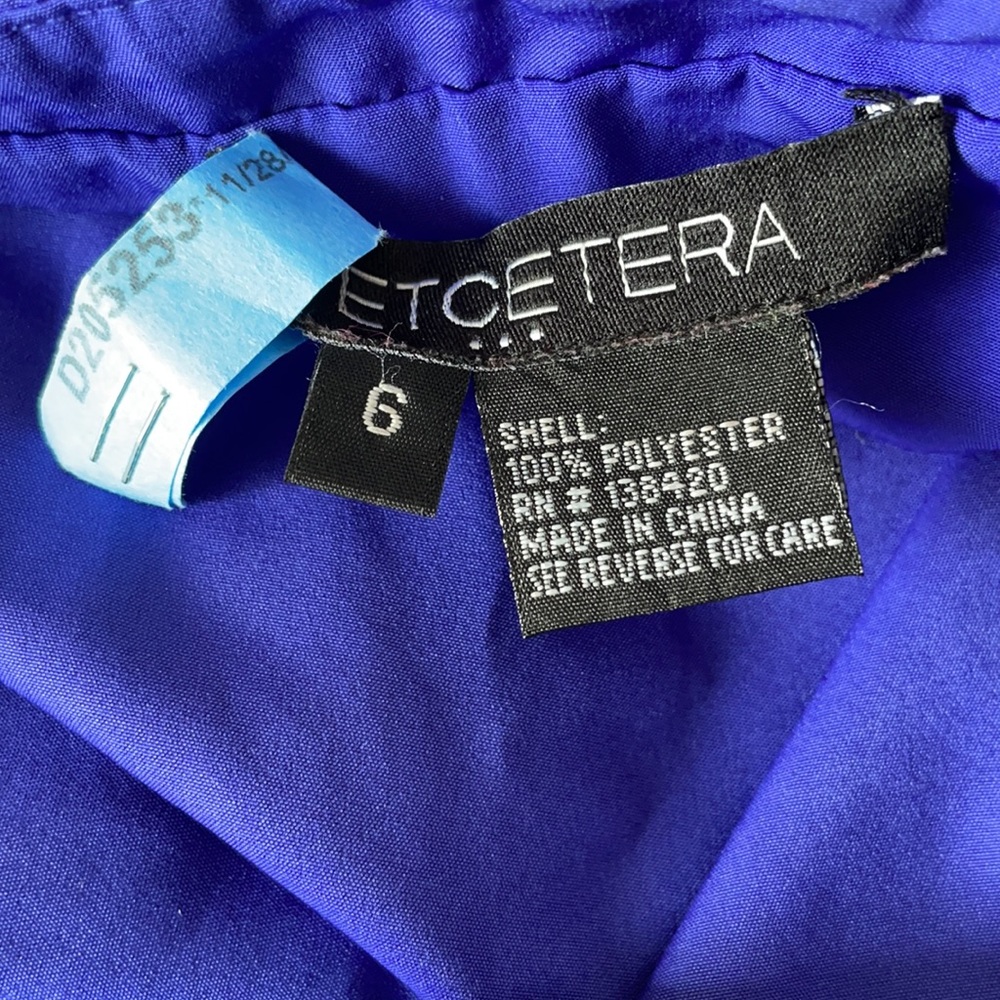 D205253 11/28
ETCETERA
...
6
SHELL:
100% POLYESTER
RN # 138420
MADE IN CHINA
SEE REVERSE FOR CARE